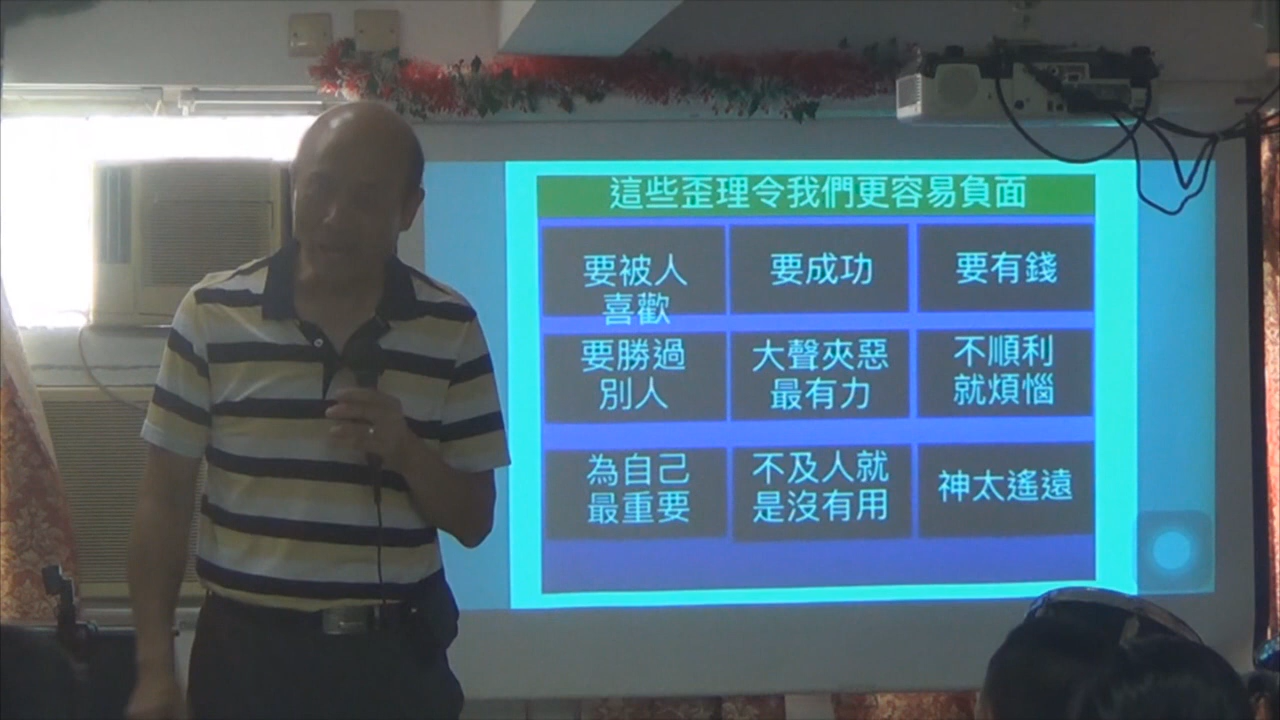 這些歪理令我們更容易負面
要被人
喜歡
要成功
要有錢
要勝過
別人
大聲夾惡
最有力
不順利
就煩惱
為自己
最重要
不及人就
是沒有用
神太遙遠